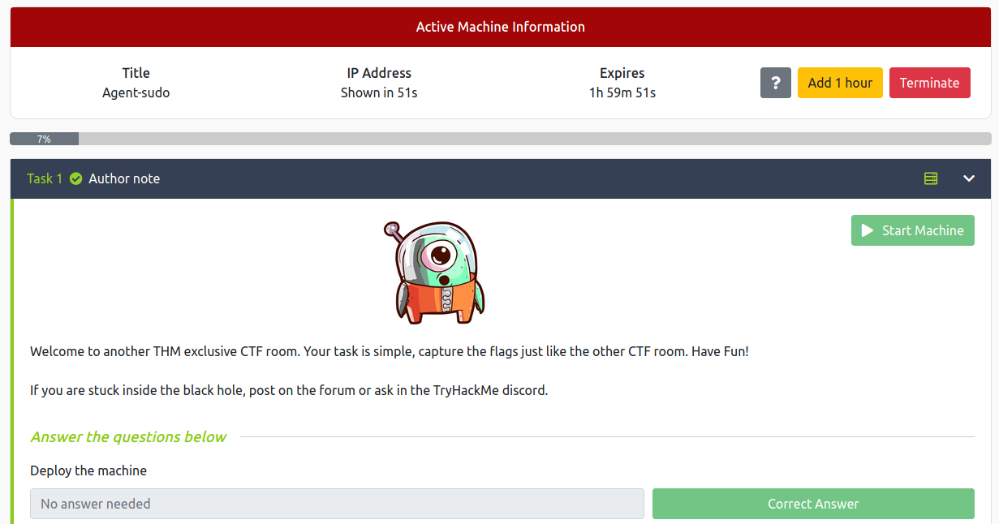 Active Machine Information
Title IP Address Expires
Agent-sudo Shown in 51s 1h 59m 51s
? Add 1 hour Terminate
7%
Task 1 Author note
Start Machine
Welcome to another THM exclusive CTF room. Your task is simple, capture the flags just like the other CTF room. Have Fun!
If you are stuck inside the black hole, post on the forum or ask in the TryHackMe discord.
Answer the questions below
Deploy the machine
No answer needed Correct Answer